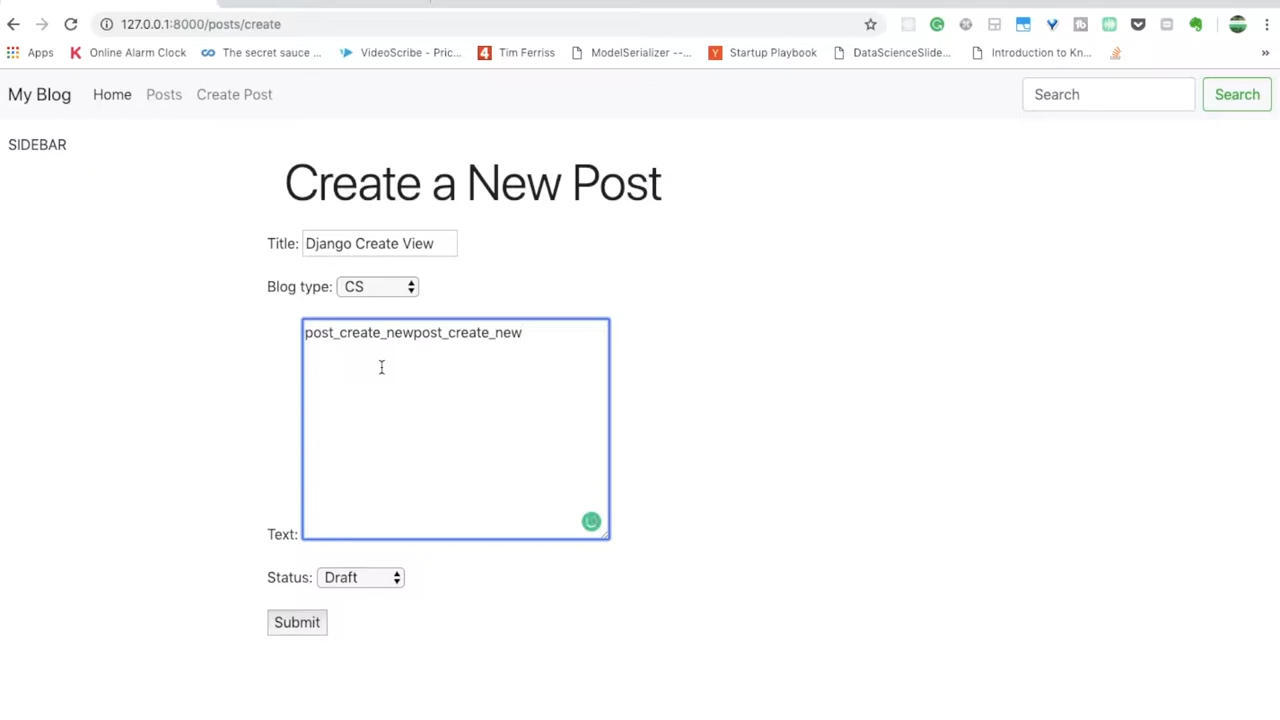 127.0.0.1:8000/posts/create
Apps Online Alarm Clock The secret sauce ... VideoScribe - Pric... Tim Ferriss ModelSerializer --... Startup Playbook DataScienceSlide... Introduction to Kn... »
My Blog Home Posts Create Post Search Search
SIDEBAR
Create a New Post
Title: Django Create View
Blog type: CS
post_create_newpost_create_new
Text:
Status: Draft
Submit